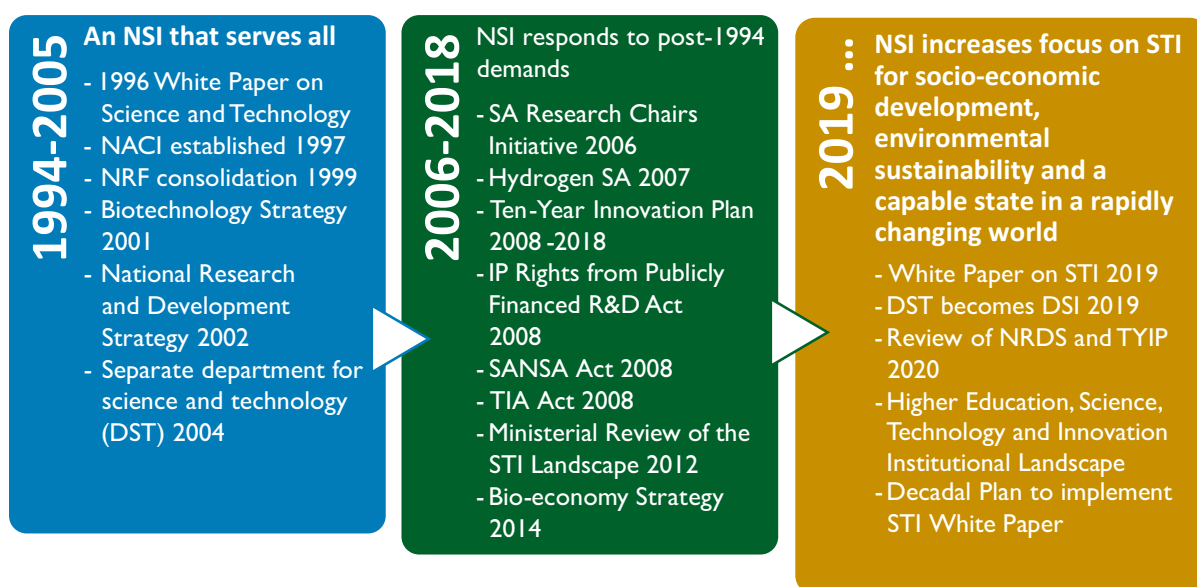 1994-2005
An NSI that serves all
- 1996 White Paper on
Science and Technology
- NACI established 1997
- NRF consolidation 1999
- Biotechnology Strategy
2001
- National Research
and Development
Strategy 2002
- Separate department for
science and technology
(DST) 2004
2006-2018
NSI responds to post-1994
demands
- SA Research Chairs
Initiative 2006
- Hydrogen SA 2007
- Ten-Year Innovation Plan
2008 -2018
- IP Rights from Publicly
Financed R&D Act
2008
- SANSA Act 2008
- TIA Act 2008
- Ministerial Review of the
STI Landscape 2012
- Bio-economy Strategy
2014
2019 ...
NSI increases focus on STI
for socio-economic
development,
environmental
sustainability and a
capable state in a rapidly
changing world
- White Paper on STI 2019
- DST becomes DSI 2019
- Review of NRDS and TYIP
2020
- Higher Education, Science,
Technology and Innovation
Institutional Landscape
- Decadal Plan to implement
STI White Paper